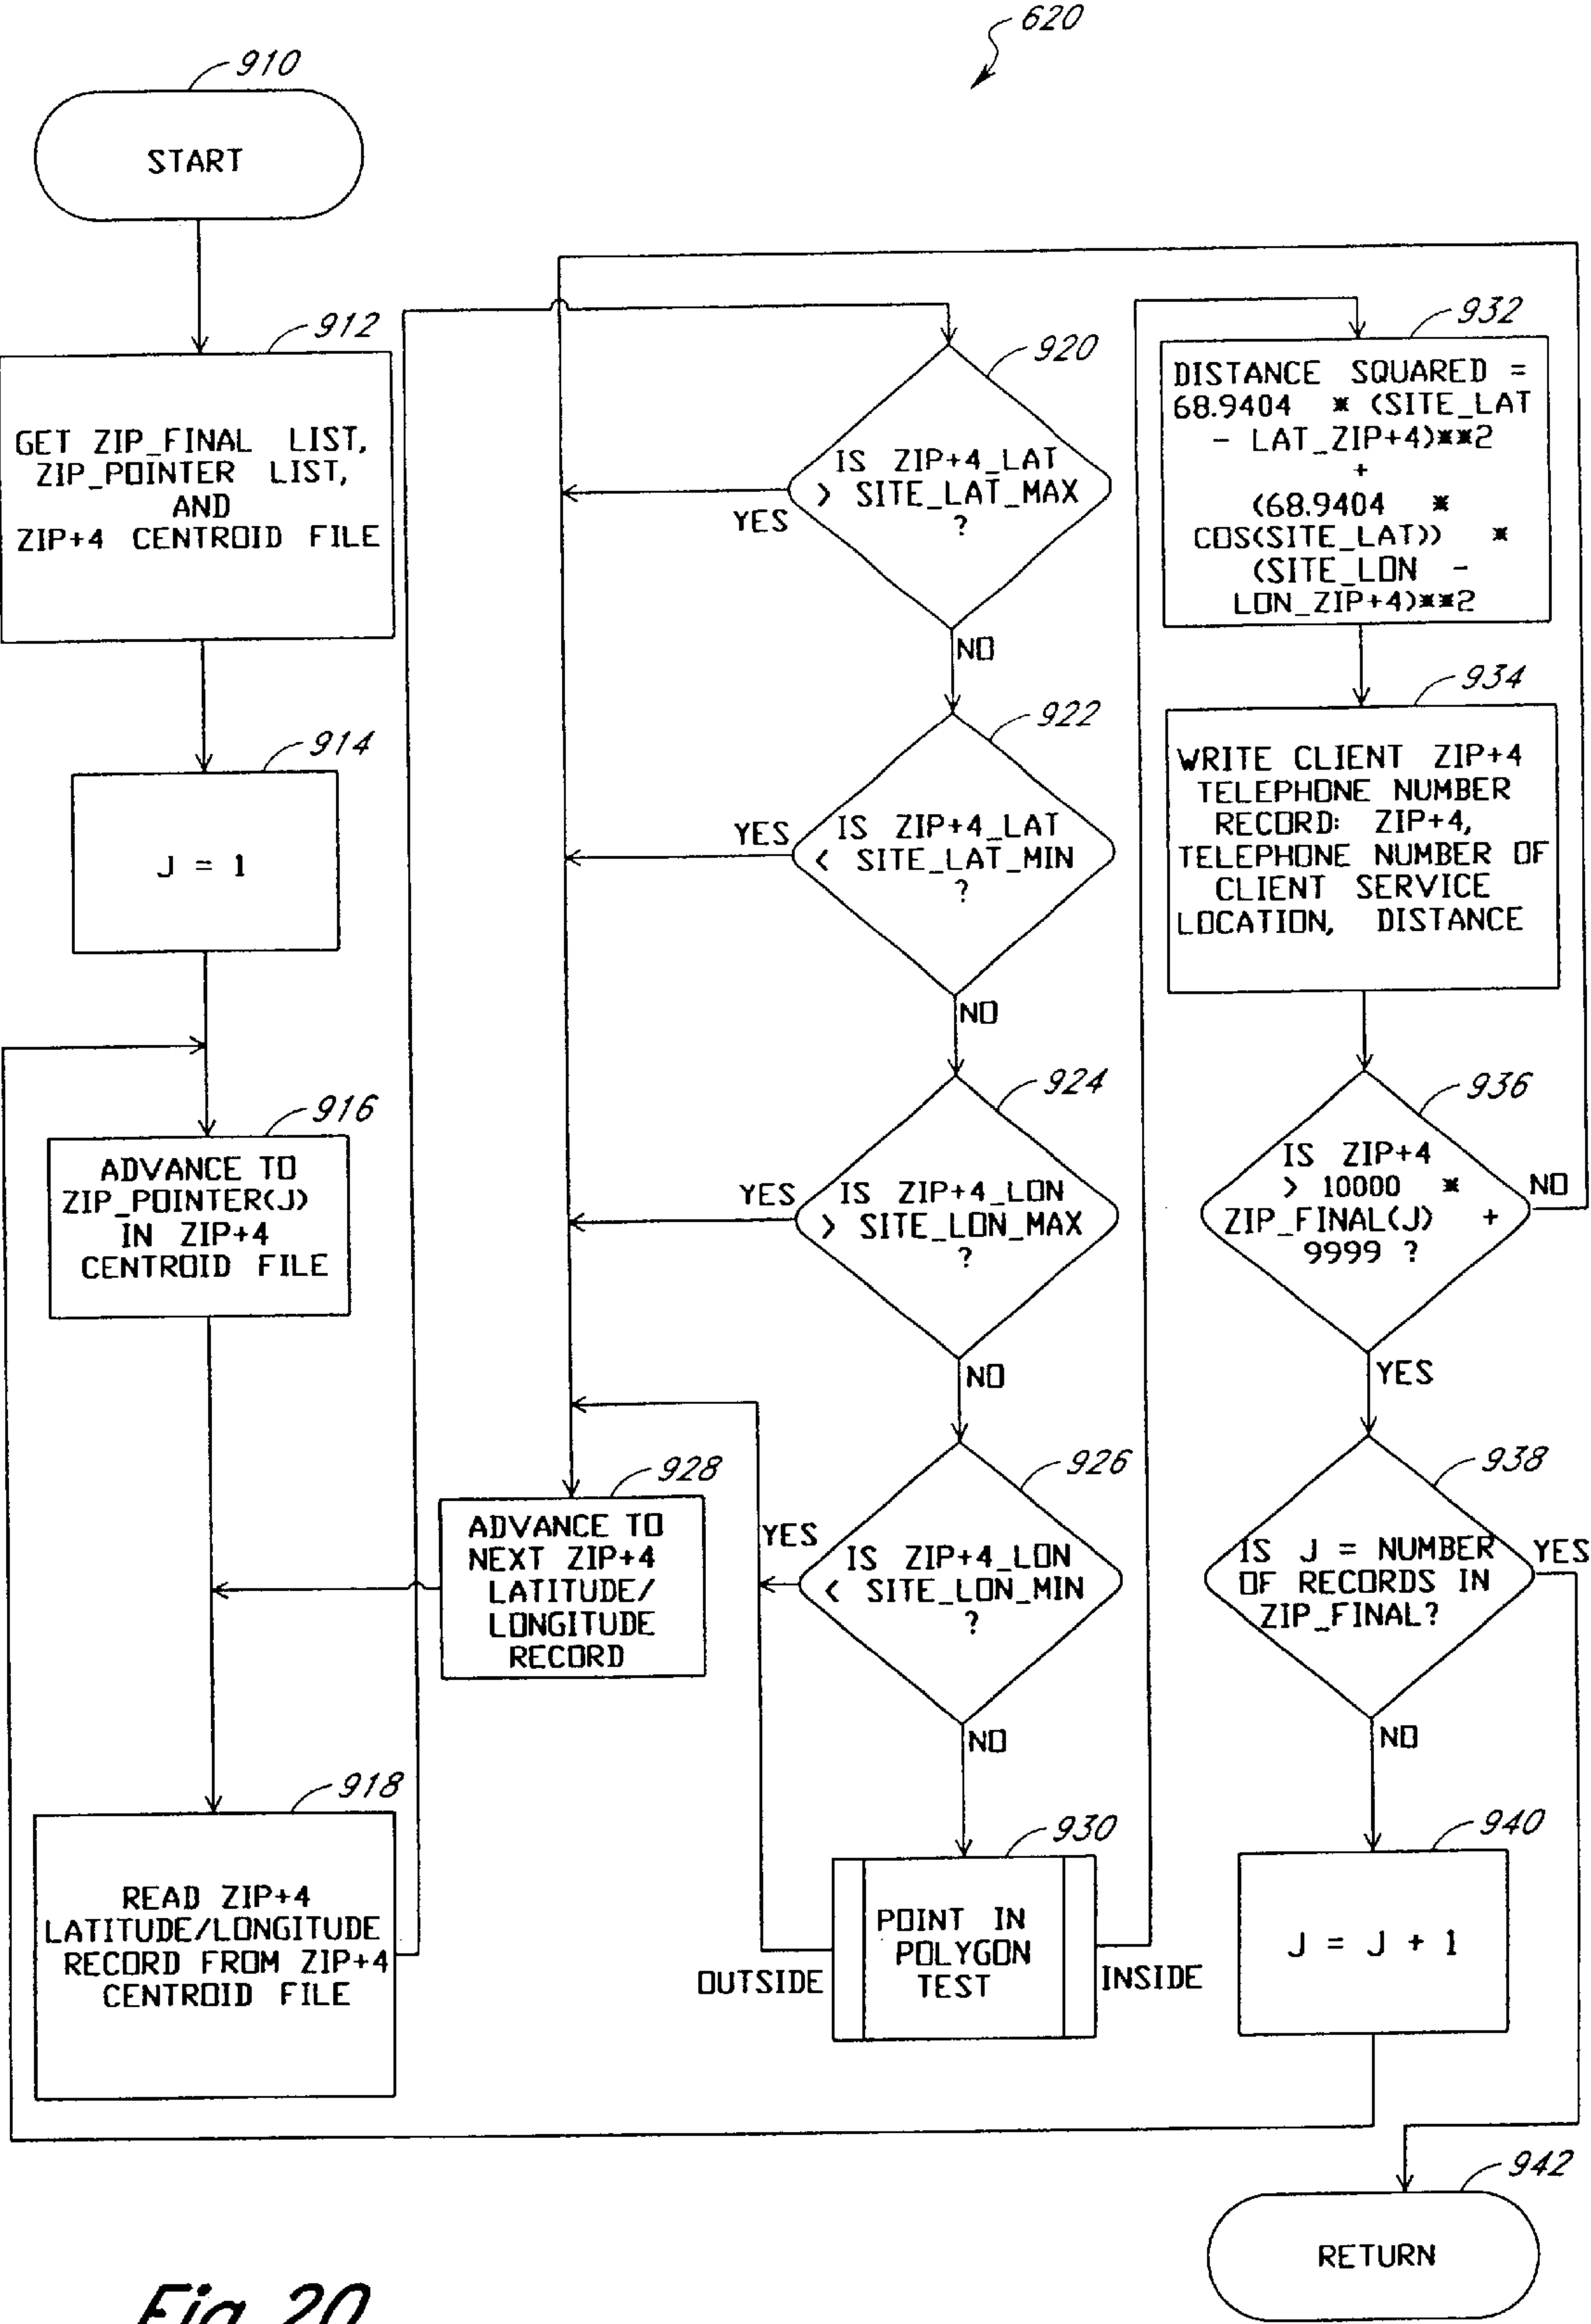 620
910
START
912
GET ZIP_FINAL LIST,
ZIP_POINTER LIST,
AND
ZIP+4 CENTROID FILE
914
J = 1
916
ADVANCE TO
ZIP_POINTER(J)
IN ZIP+4
CENTROID FILE
918
READ ZIP+4
LATITUDE/LONGITUDE
RECORD FROM ZIP+4
CENTROID FILE
920
IS ZIP+4_LAT
> SITE_LAT_MAX
?
YES
NO
922
IS ZIP+4_LAT
< SITE_LAT_MIN
?
YES
NO
924
IS ZIP+4_LON
> SITE_LON_MAX
?
YES
NO
926
IS ZIP+4_LON
< SITE_LON_MIN
?
YES
NO
928
ADVANCE TO
NEXT ZIP+4
LATITUDE/
LONGITUDE
RECORD
930
POINT IN
POLYGON
TEST
OUTSIDE
INSIDE
932
DISTANCE SQUARED =
68.9404 * (SITE_LAT
- LAT_ZIP+4)**2
+
(68.9404 *
COS(SITE_LAT)) *
(SITE_LON -
LON_ZIP+4)**2
934
WRITE CLIENT ZIP+4
TELEPHONE NUMBER
RECORD: ZIP+4,
TELEPHONE NUMBER OF
CLIENT SERVICE
LOCATION, DISTANCE
936
IS ZIP+4
> 10000 *
ZIP_FINAL(J) +
9999 ?
NO
YES
938
IS J = NUMBER
OF RECORDS IN
ZIP_FINAL?
YES
NO
940
J = J + 1
942
RETURN
Fig. 20